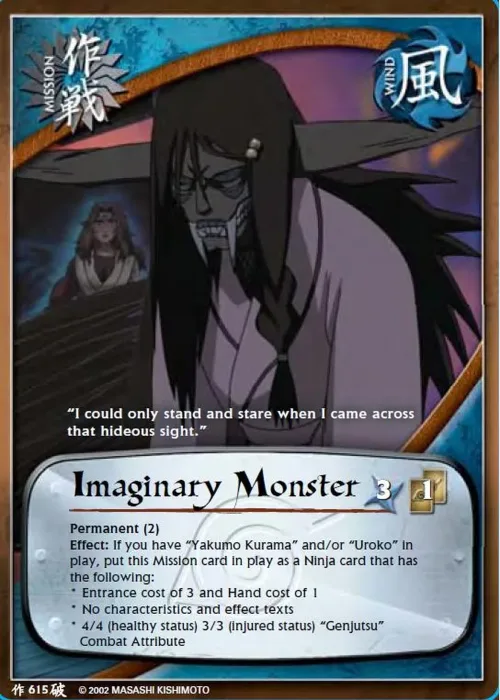 MISSION
作戦
WIND
風
“I could only stand and stare when I came across
that hideous sight.”
Imaginary Monster 3 1
Permanent (2)
Effect: If you have “Yakumo Kurama” and/or “Uroko” in
play, put this Mission card in play as a Ninja card that has
the following:
* Entrance cost of 3 and Hand cost of 1
* No characteristics and effect texts
* 4/4 (healthy status) 3/3 (injured status) “Genjutsu”
Combat Attribute
作 615破 © 2002 MASASHI KISHIMOTO